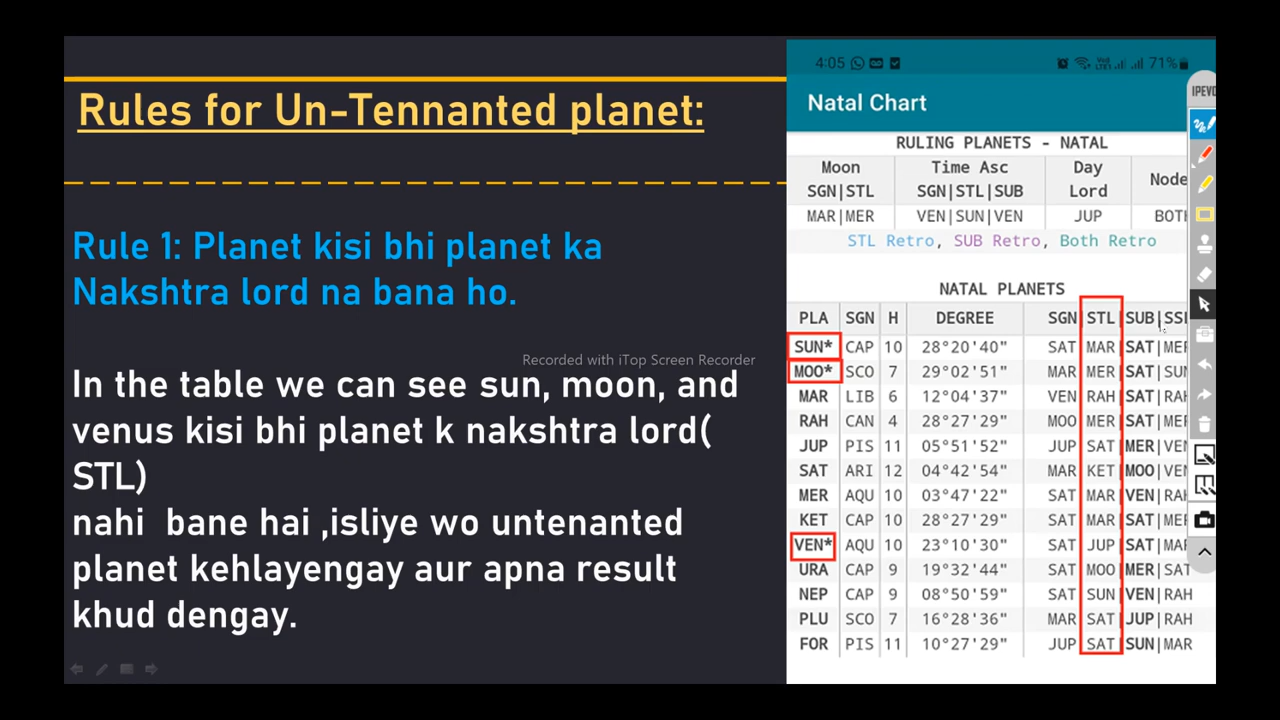 Rules for Un-Tennanted planet:
Rule 1: Planet kisi bhi planet ka
Nakshtra lord na bana ho.
Recorded with iTop Screen Recorder
In the table we can see sun, moon, and
venus kisi bhi planet k nakshtra lord(
STL)
nahi bane hai ,isliye wo untenanted
planet kehlayengay aur apna result
khud dengay.
4:05 71%
IPEVO
Natal Chart
RULING PLANETS - NATAL
Moon Time Asc Day Node
SGN|STL SGN|STL|SUB Lord
MAR|MER VEN|SUN|VEN JUP BOTH
STL Retro, SUB Retro, Both Retro
NATAL PLANETS
PLA SGN H DEGREE SGN|STL|SUB|SSL
SUN* CAP 10 28°20'40" SAT MAR SAT|MER
MOO* SCO 7 29°02'51" MAR MER SAT|SUN
MAR LIB 6 12°04'37" VEN RAH SAT|RAH
RAH CAN 4 28°27'29" MOO MER SAT|MER
JUP PIS 11 05°51'52" JUP SAT MER|VEN
SAT ARI 12 04°42'54" MAR KET MOO|VEN
MER AQU 10 03°47'22" SAT MAR VEN|RAH
KET CAP 10 28°27'29" SAT MAR SAT|MER
VEN* AQU 10 23°10'30" SAT JUP SAT|MAR
URA CAP 9 19°32'44" SAT MOO MER|SAT
NEP CAP 9 08°50'59" SAT SUN VEN|RAH
PLU SCO 7 16°28'36" MAR SAT JUP|RAH
FOR PIS 11 10°27'29" JUP SAT SUN|MAR